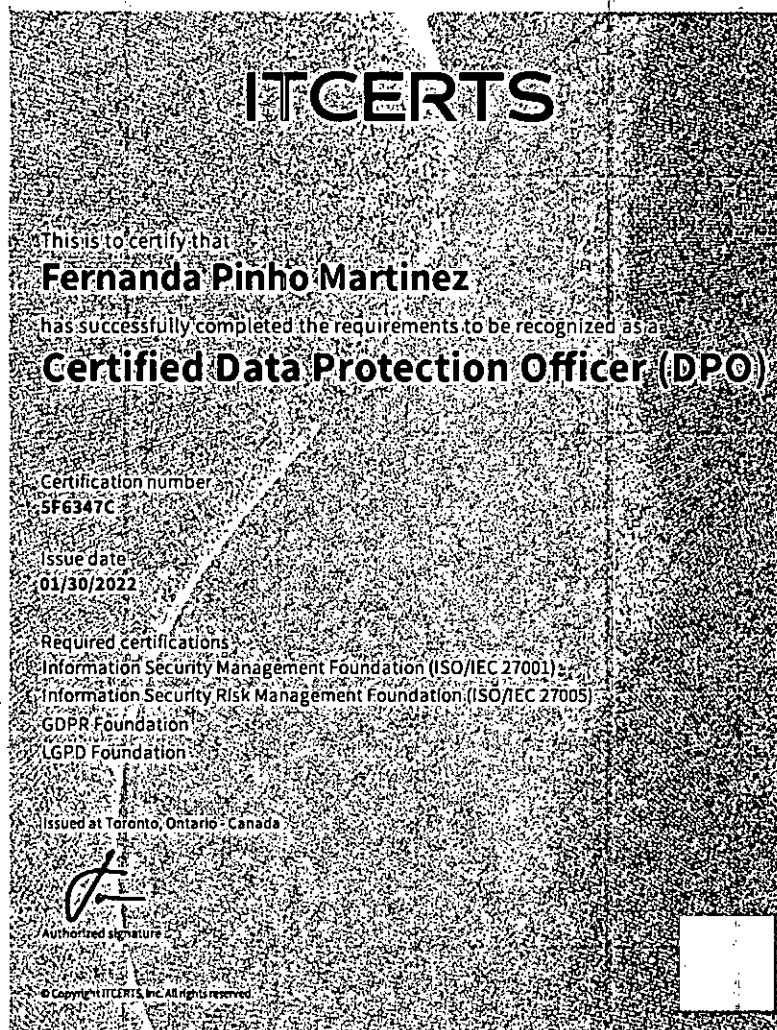 ITCERTS
This is to certify that
Fernanda Pinho Martinez
has successfully completed the requirements to be recognized as a
Certified Data Protection Officer (DPO)
Certification number
5F6347C
Issue date
01/30/2022
Required certifications
Information Security Management Foundation (ISO/IEC 27001)
Information Security Risk Management Foundation (ISO/IEC 27005)
GDPR Foundation
LGPD Foundation
Issued at Toronto, Ontario - Canada
Authorized signature
© Copyright ITCERTS, Inc. All rights reserved